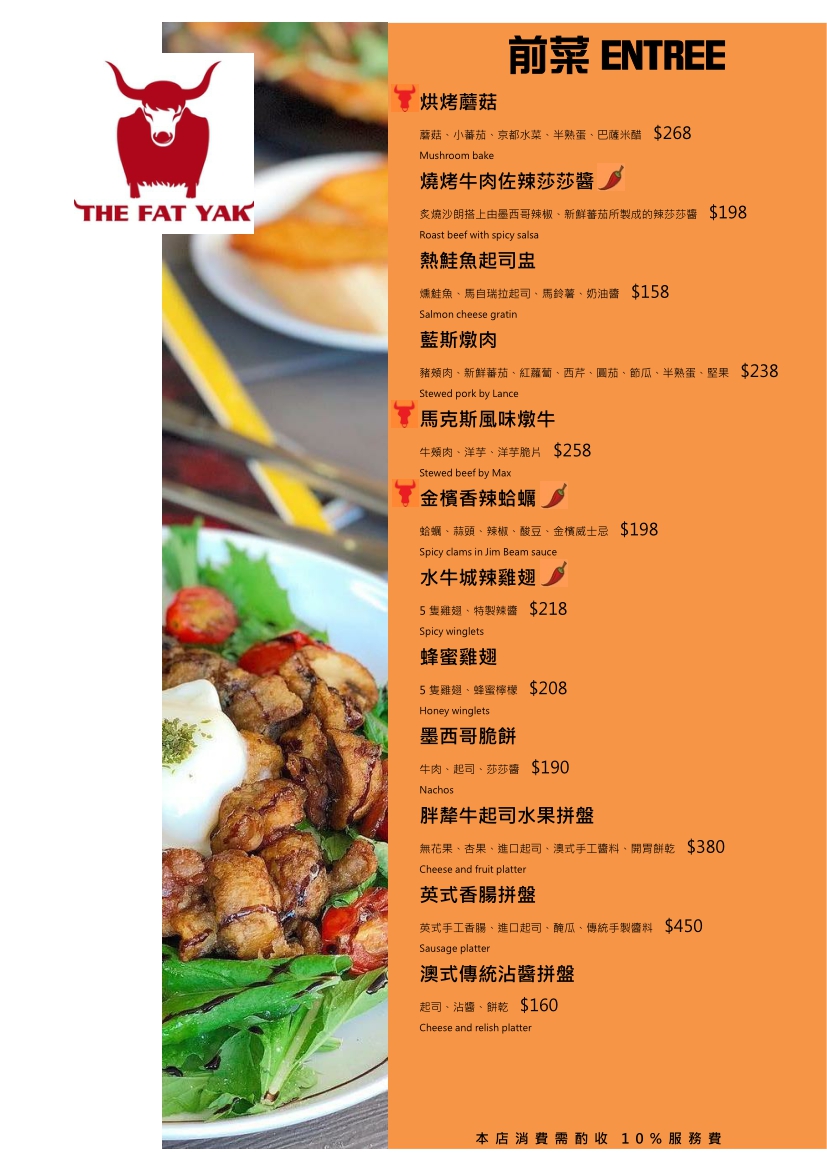 THE FAT YAK
前菜 ENTREE
烘烤蘑菇
蘑菇、小蕃茄、京都水菜、半熟蛋、巴薩米醋 $268
Mushroom bake
燒烤牛肉佐辣莎莎醬
炙燒沙朗搭上由墨西哥辣椒、新鮮蕃茄所製成的辣莎莎醬 $198
Roast beef with spicy salsa
熱鮭魚起司盅
燻鮭魚、馬自瑞拉起司、馬鈴薯、奶油醬 $158
Salmon cheese gratin
藍斯燉肉
豬頰肉、新鮮蕃茄、紅蘿蔔、西芹、圓茄、節瓜、半熟蛋、堅果 $238
Stewed pork by Lance
馬克斯風味燉牛
牛頰肉、洋芋、洋芋脆片 $258
Stewed beef by Max
金檳香辣蛤蠣
蛤蠣、蒜頭、辣椒、酸豆、金檳威士忌 $198
Spicy clams in Jim Beam sauce
水牛城辣雞翅
5 隻雞翅、特製辣醬 $218
Spicy winglets
蜂蜜雞翅
5 隻雞翅、蜂蜜檸檬 $208
Honey winglets
墨西哥脆餅
牛肉、起司、莎莎醬 $190
Nachos
胖犛牛起司水果拼盤
無花果、杏果、進口起司、澳式手工醬料、開胃餅乾 $380
Cheese and fruit platter
英式香腸拼盤
英式手工香腸、進口起司、醃瓜、傳統手製醬料 $450
Sausage platter
澳式傳統沾醬拼盤
起司、沾醬、餅乾 $160
Cheese and relish platter
本店消費需酌收 10%服務費